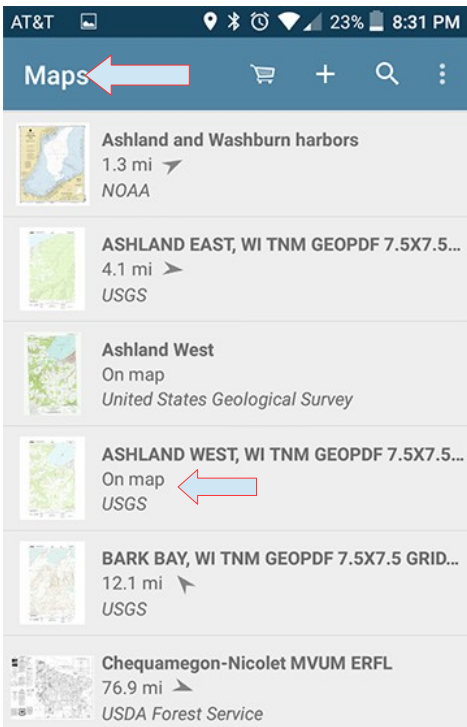 AT&T 23% 8:31 PM
Maps
Ashland and Washburn harbors
1.3 mi
NOAA
ASHLAND EAST, WI TNM GEOPDF 7.5X7.5...
4.1 mi
USGS
Ashland West
On map
United States Geological Survey
ASHLAND WEST, WI TNM GEOPDF 7.5X7.5...
On map
USGS
BARK BAY, WI TNM GEOPDF 7.5X7.5 GRID...
12.1 mi
USGS
Chequamegon-Nicolet MVUM ERFL
76.9 mi
USDA Forest Service